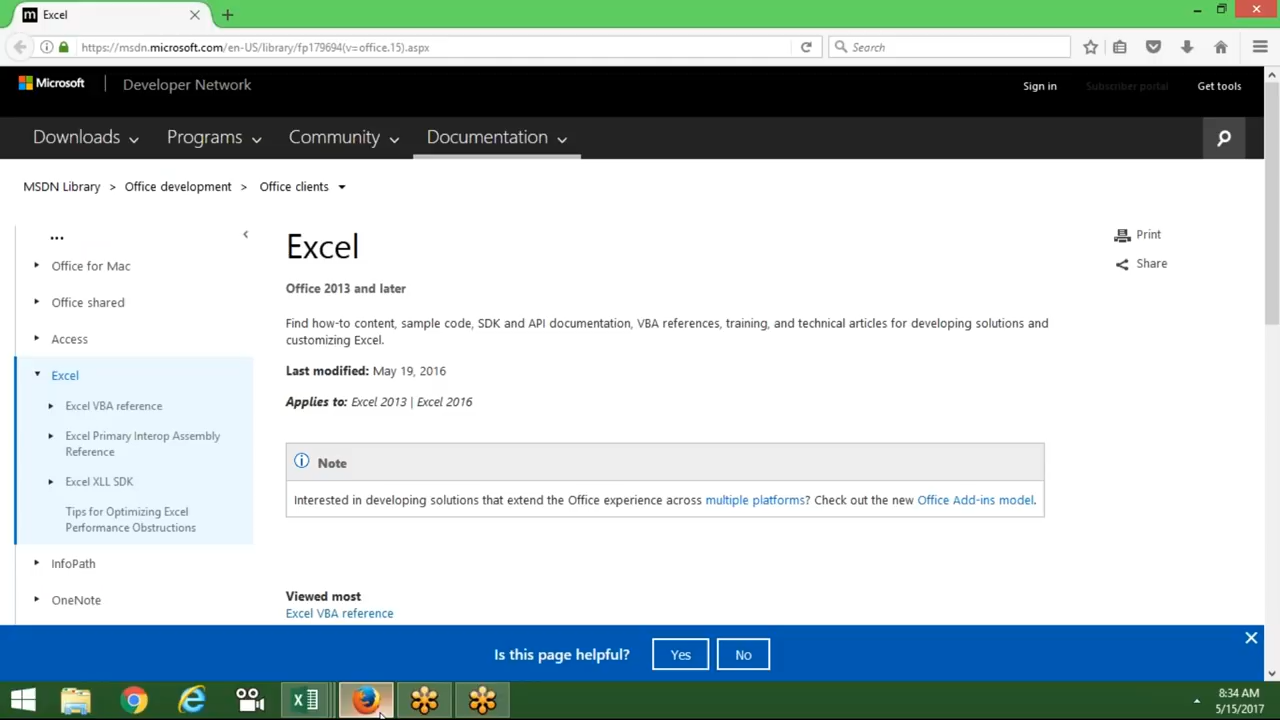 Excel
https://msdn.microsoft.com/en-US/library/fp179694(v=office.15).aspx
Search
Microsoft
Developer Network
Sign in
Subscriber portal
Get tools
Downloads
Programs
Community
Documentation
MSDN Library > Office development > Office clients
...
Office for Mac
Office shared
Access
Excel
Excel VBA reference
Excel Primary Interop Assembly
Reference
Excel XLL SDK
Tips for Optimizing Excel
Performance Obstructions
InfoPath
OneNote
Excel
Office 2013 and later
Find how-to content, sample code, SDK and API documentation, VBA references, training, and technical articles for developing solutions and
customizing Excel.
Last modified: May 19, 2016
Applies to: Excel 2013 | Excel 2016
Note
Interested in developing solutions that extend the Office experience across multiple platforms? Check out the new Office Add-ins model.
Viewed most
Excel VBA reference
Print
Share
Is this page helpful?
Yes
No
8:34 AM
5/15/2017